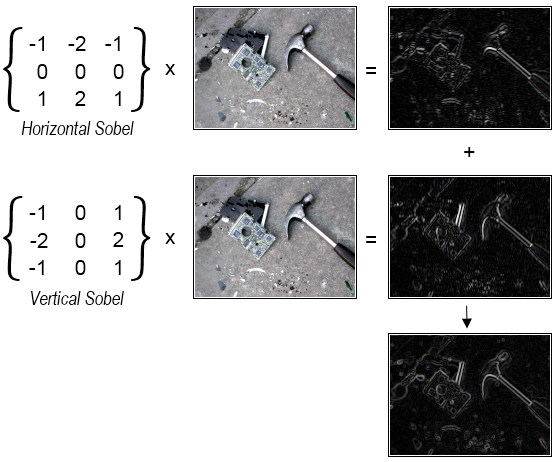 -1 -2 -1
0 0 0
1 2 1
x
=
Horizontal Sobel
+
-1 0 1
-2 0 2
-1 0 1
x
=
Vertical Sobel